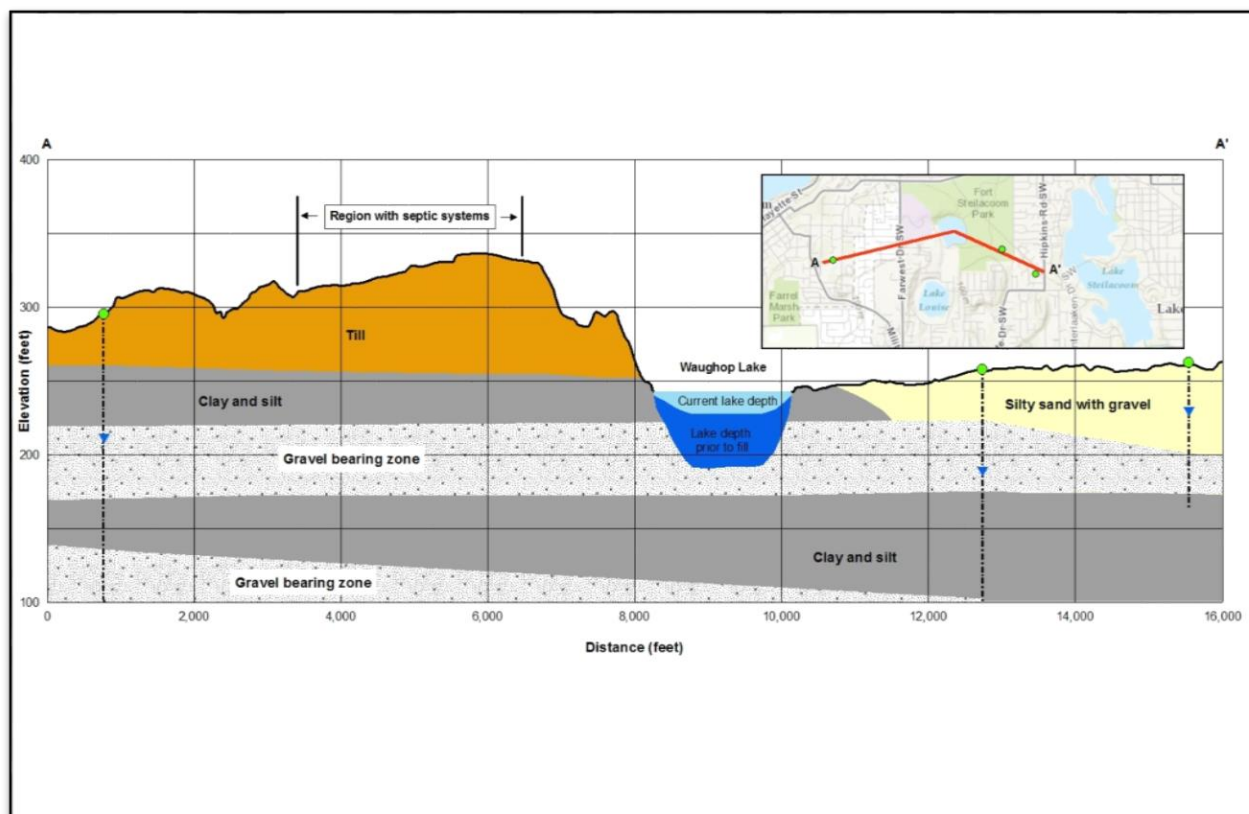 A
A'
400
300
200
100
Elevation (feet)
Region with septic systems
Till
Waughop Lake
Clay and silt
Current lake depth
Lake depth
prior to fill
Silty sand with gravel
Gravel bearing zone
Clay and silt
Gravel bearing zone
0
2,000
4,000
6,000
8,000
10,000
12,000
14,000
16,000
Distance (feet)
Fort
Steilacoom
Park
Farwest-Dr-SW
Hipkins-Rd-SW
A
A'
Farrel
Marsh
Park
Lake
Louise
Lake
Steilacoom